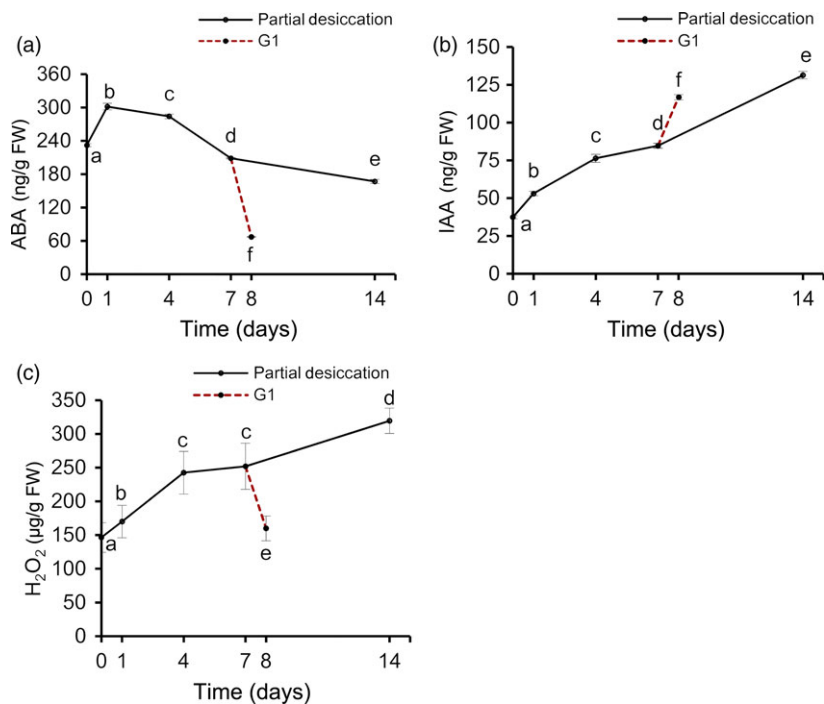 (a)
Partial desiccation
G1
360
300
240
180
120
60
0
ABA (ng/g FW)
a
b
c
d
e
f
0 1 4 7 8 14
Time (days)
(b)
Partial desiccation
G1
150
125
100
75
50
25
0
IAA (ng/g FW)
a
b
c
d
e
f
0 1 4 7 8 14
Time (days)
(c)
Partial desiccation
G1
350
300
250
200
150
100
50
0
H₂O₂ (µg/g FW)
a
b
c
c
d
e
0 1 4 7 8 14
Time (days)